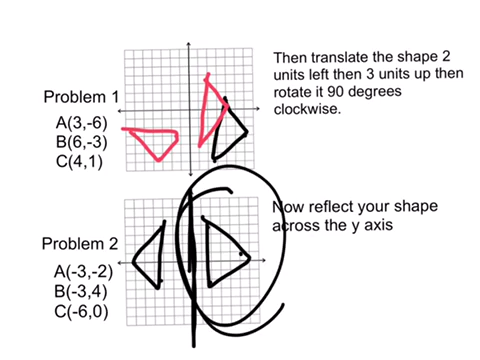 Then translate the shape 2
units left then 3 units up then
rotate it 90 degrees
clockwise.
Problem 1
A(3,-6)
B(6,-3)
C(4,1)
Now reflect your shape
across the y axis
Problem 2
A(-3,-2)
B(-3,4)
C(-6,0)